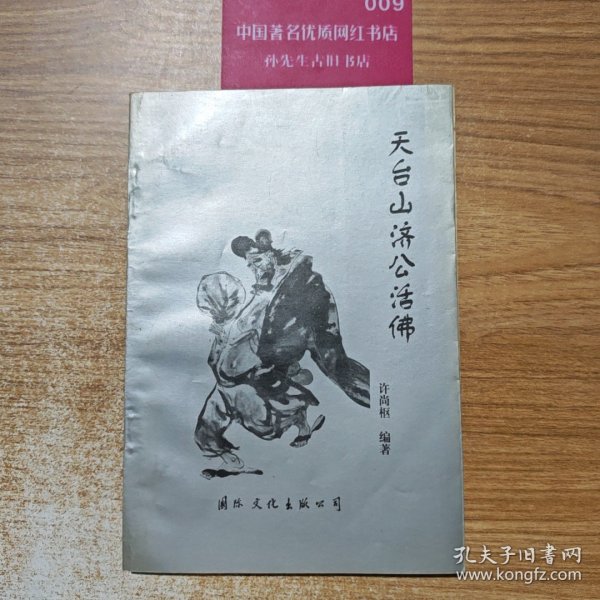 009
中国著名优质网红书店
孙先生古旧书店
天台山济公活佛
许尚枢 编著
国际文化出版公司
孔夫子旧书网
www.kongfz.com